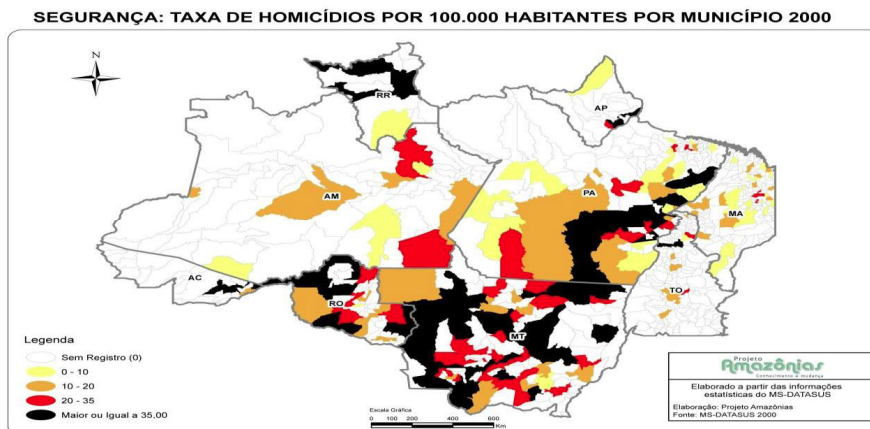 SEGURANÇA: TAXA DE HOMICÍDIOS POR 100.000 HABITANTES POR MUNICÍPIO 2000
N
RR
AP
AM
PA
MA
AC
RO
TO
MT
Legenda
Sem Registro (0)
0 - 10
10 - 20
20 - 35
Maior ou Igual a 35,00
Escala Gráfica
0 100 200 400 600
Km
Projeto
Amazônias
Conhecimento e mudança
Elaborado a partir das informações
estatísticas do MS-DATASUS
Elaboração: Projeto Amazônias
Fonte: MS-DATASUS 2000